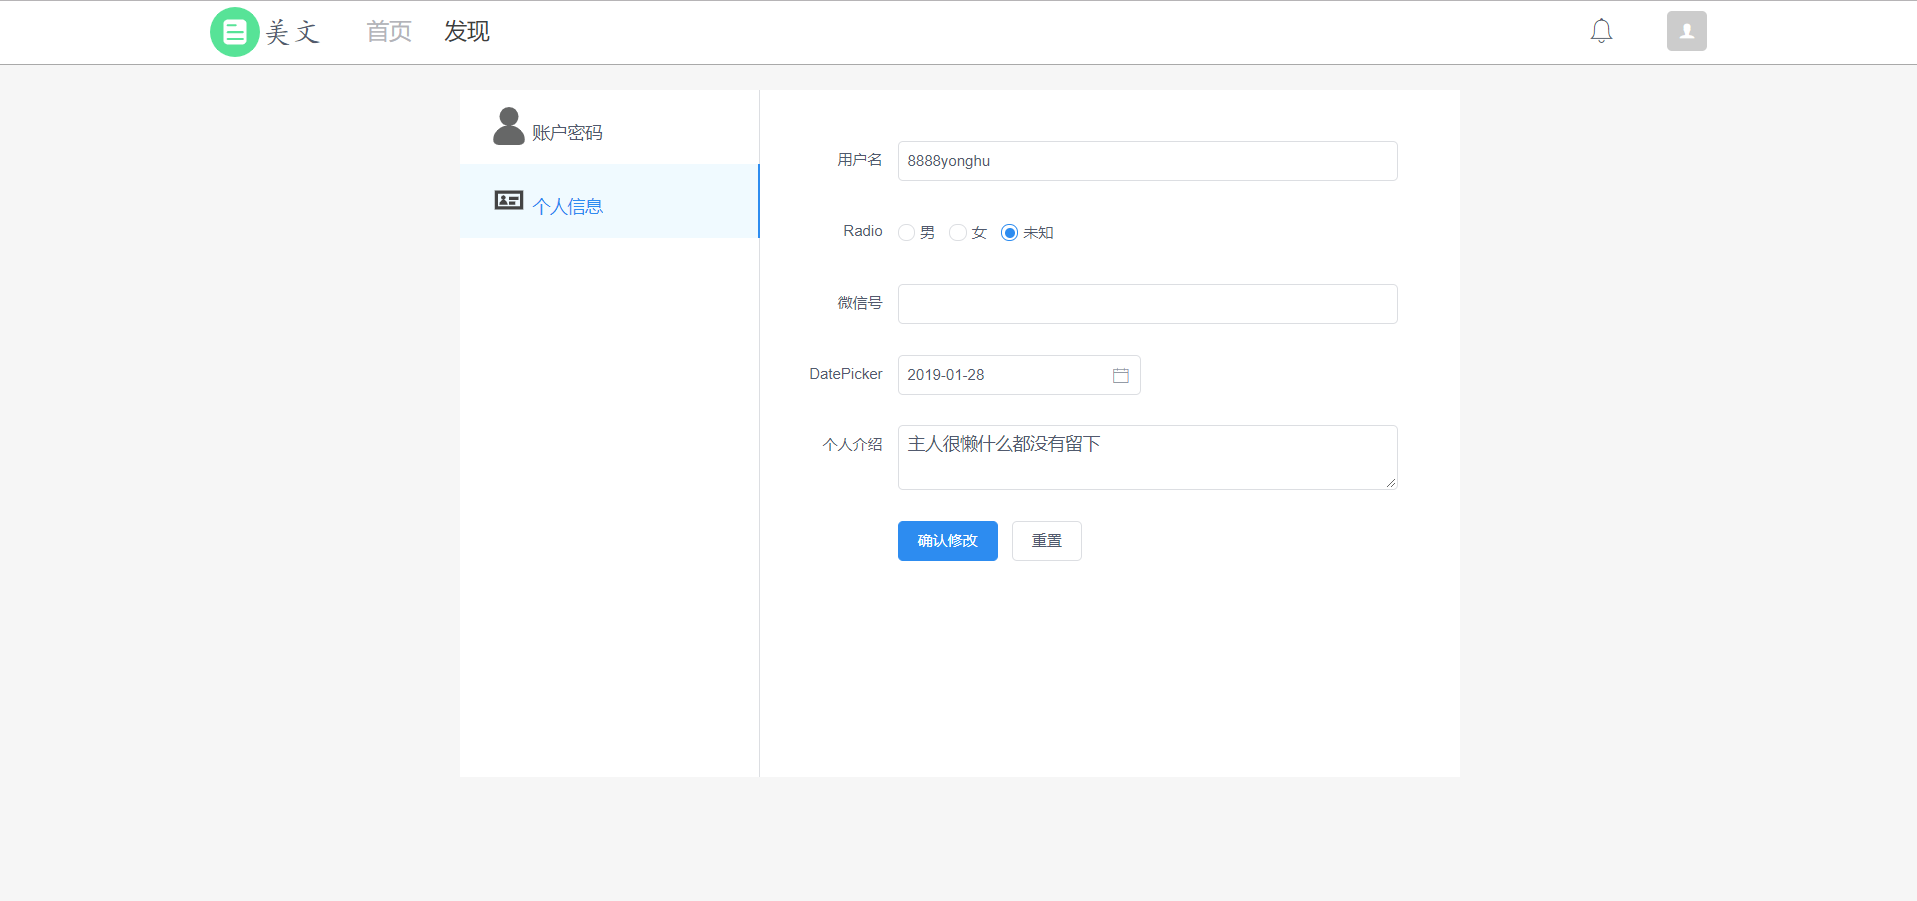 美文 首页 发现
账户密码
个人信息
用户名 8888yonghu
Radio 男 女 未知
微信号
DatePicker 2019-01-28
个人介绍 主人很懒什么都没有留下
确认修改 重置